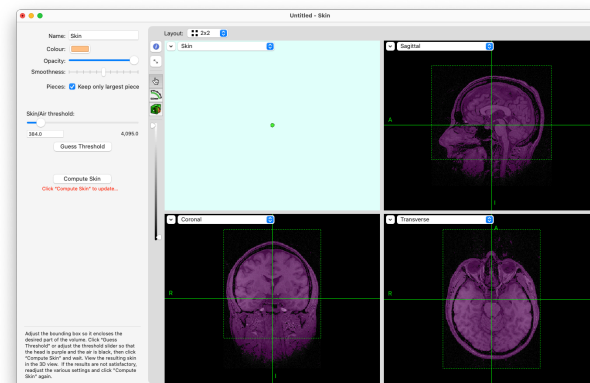 Untitled - Skin
Name: Skin
Colour:
Opacity:
Smoothness:
Pieces: Keep only largest piece
Skin/Air threshold:
384.0 4,095.0
Guess Threshold
Compute Skin
Click "Compute Skin" to update...
Adjust the bounding box so it encloses the
desired part of the volume. Click "Guess
Threshold" or adjust the threshold slider so that
the head is purple and the air is black, then click
"Compute Skin" and wait. View the resulting skin
in the 3D view. If the results are not satisfactory,
readjust the various settings and click "Compute
Skin" again.
Layout: 2x2
Skin
Sagittal
A
I
Coronal
R
I
Transverse
A
R